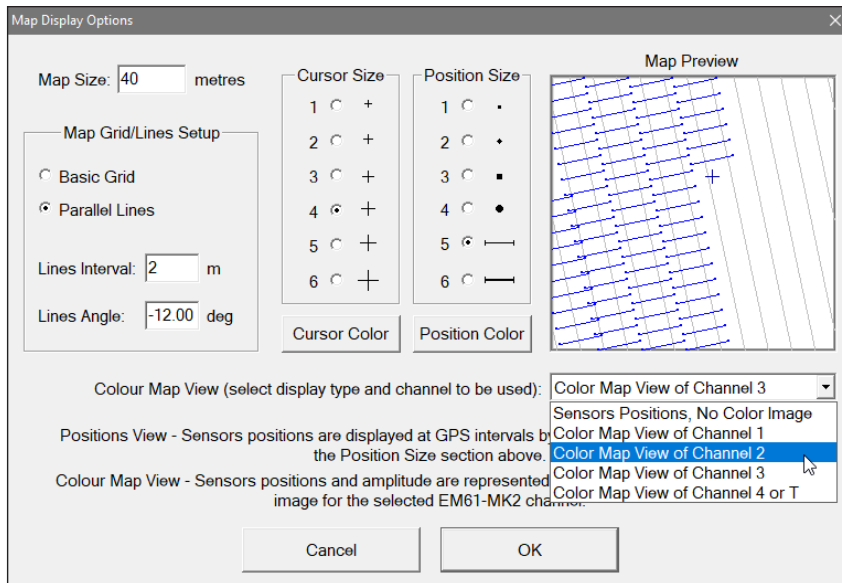 Map Display Options
Map Size: 40 metres
Map Grid/Lines Setup
Basic Grid
Parallel Lines
Lines Interval: 2 m
Lines Angle: -12.00 deg
Cursor Size
1
2
3
4
5
6
Cursor Color
Position Size
1
2
3
4
5
6
Position Color
Map Preview
Colour Map View (select display type and channel to be used): Color Map View of Channel 3
Sensors Positions, No Color Image
Color Map View of Channel 1
Color Map View of Channel 2
Color Map View of Channel 3
Color Map View of Channel 4 or T
Positions View - Sensors positions are displayed at GPS intervals
the Position Size section above.
Colour Map View - Sensors positions and amplitude are represented
image for the selected EM61-MK2 channel.
Cancel
OK